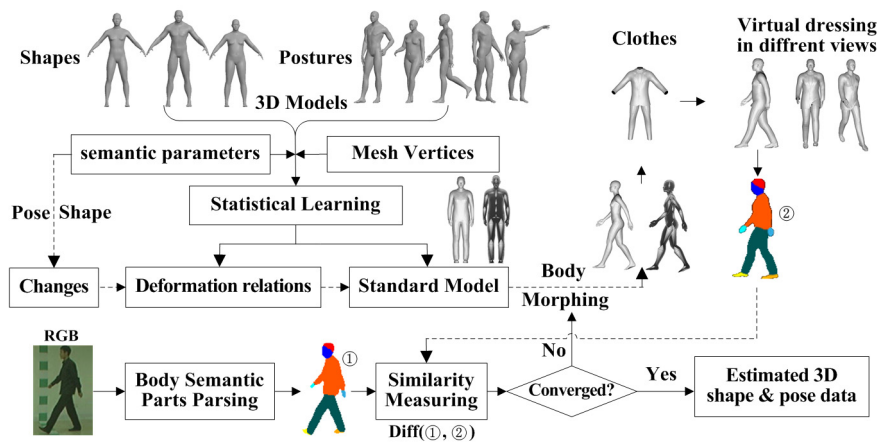 Shapes
Postures
3D Models
Clothes
Virtual dressing
in diffrent views
semantic parameters
Mesh Vertices
Statistical Learning
Pose Shape
②
Changes
Deformation relations
Standard Model
Body
Morphing
RGB
Body Semantic
Parts Parsing
①
Similarity
Measuring
Diff(①, ②)
No
Converged?
Yes
Estimated 3D
shape & pose data